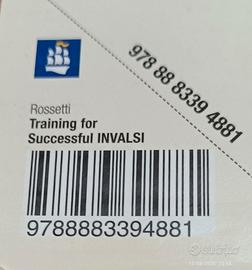 978 88 8339 4881
Rossetti
Training for
Successful INVALSI
9788883394881